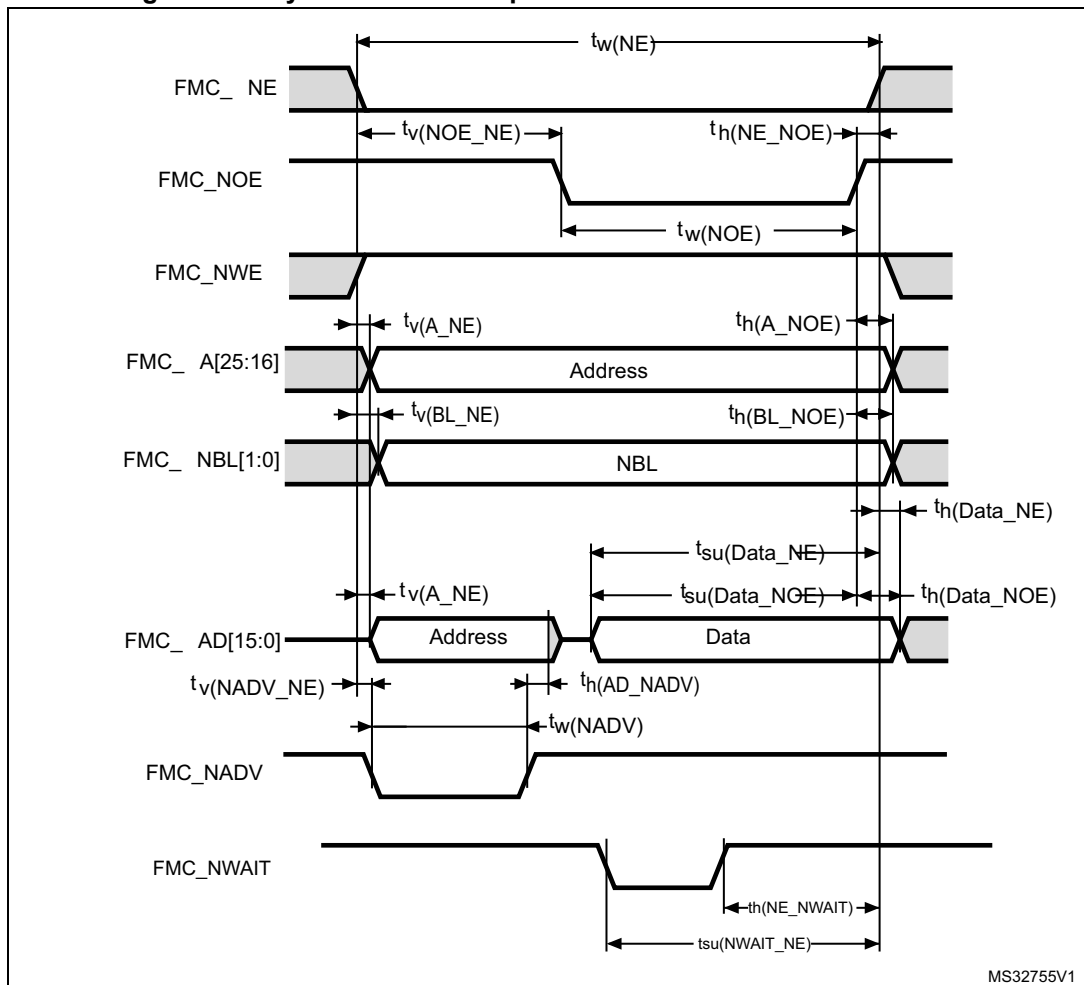 tw(NE)
FMC_ NE
tv(NOE_NE)
th(NE_NOE)
FMC_NOE
tw(NOE)
FMC_NWE
tv(A_NE)
th(A_NOE)
FMC_ A[25:16]
Address
tv(BL_NE)
th(BL_NOE)
FMC_ NBL[1:0]
NBL
th(Data_NE)
tsu(Data_NE)
tv(A_NE)
tsu(Data_NOE)
th(Data_NOE)
FMC_ AD[15:0]
Address
Data
tv(NADV_NE)
th(AD_NADV)
tw(NADV)
FMC_NADV
FMC_NWAIT
th(NE_NWAIT)
tsu(NWAIT_NE)
MS32755V1